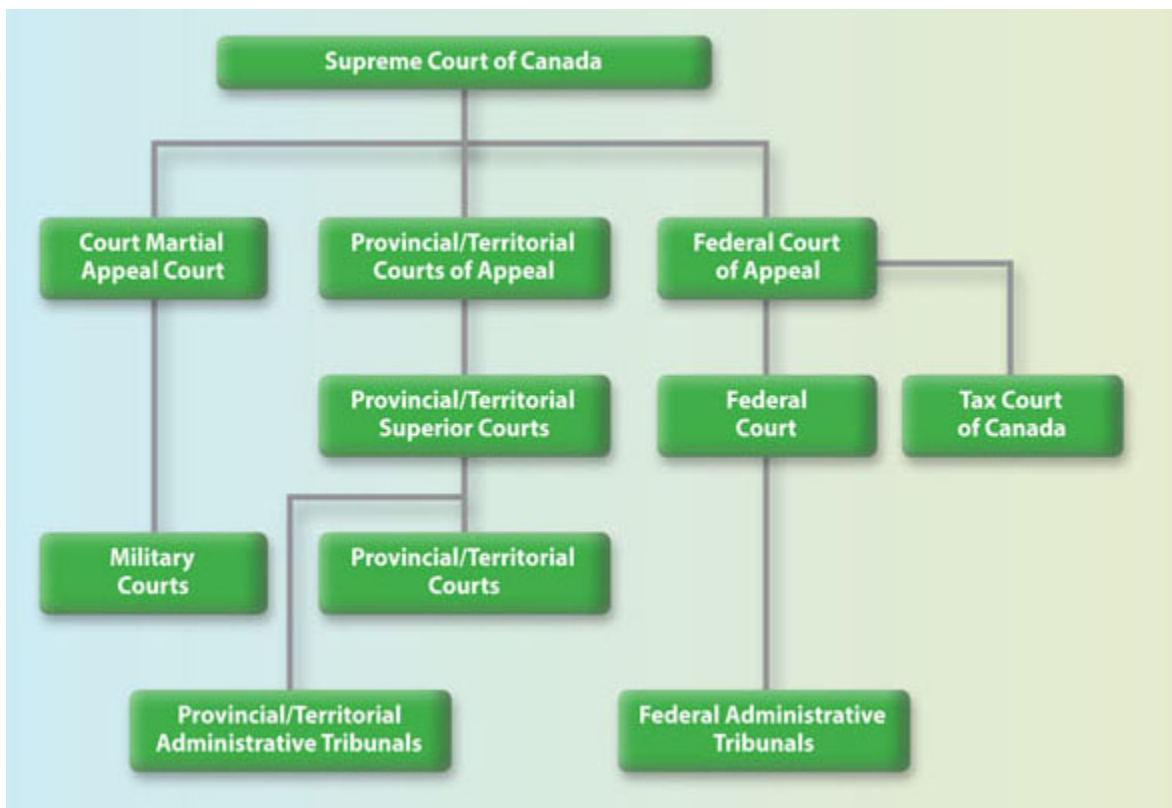 Supreme Court of Canada
Court Martial
Appeal Court
Provincial/Territorial
Courts of Appeal
Federal Court
of Appeal
Provincial/Territorial
Superior Courts
Federal
Court
Tax Court
of Canada
Military
Courts
Provincial/Territorial
Courts
Provincial/Territorial
Administrative Tribunals
Federal Administrative
Tribunals